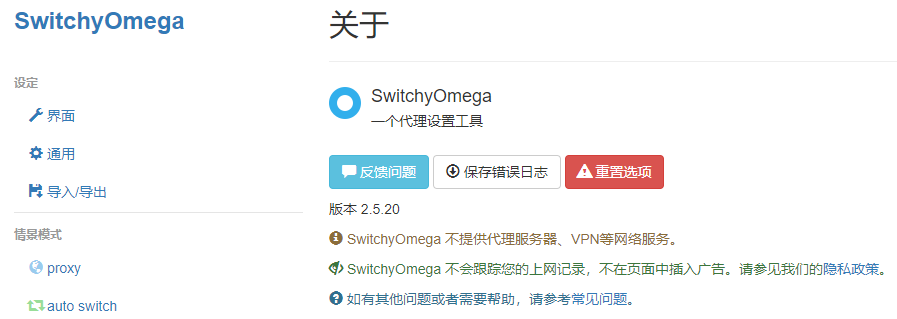 SwitchyOmega
设定
界面
通用
导入/导出
情景模式
proxy
auto switch
关于
SwitchyOmega
一个代理设置工具
反馈问题 保存错误日志 重置选项
版本 2.5.20
SwitchyOmega 不提供代理服务器、VPN等网络服务。
SwitchyOmega 不会跟踪您的上网记录，不在页面中插入广告。请参见我们的隐私政策。
如有其他问题或者需要帮助，请参考常见问题。